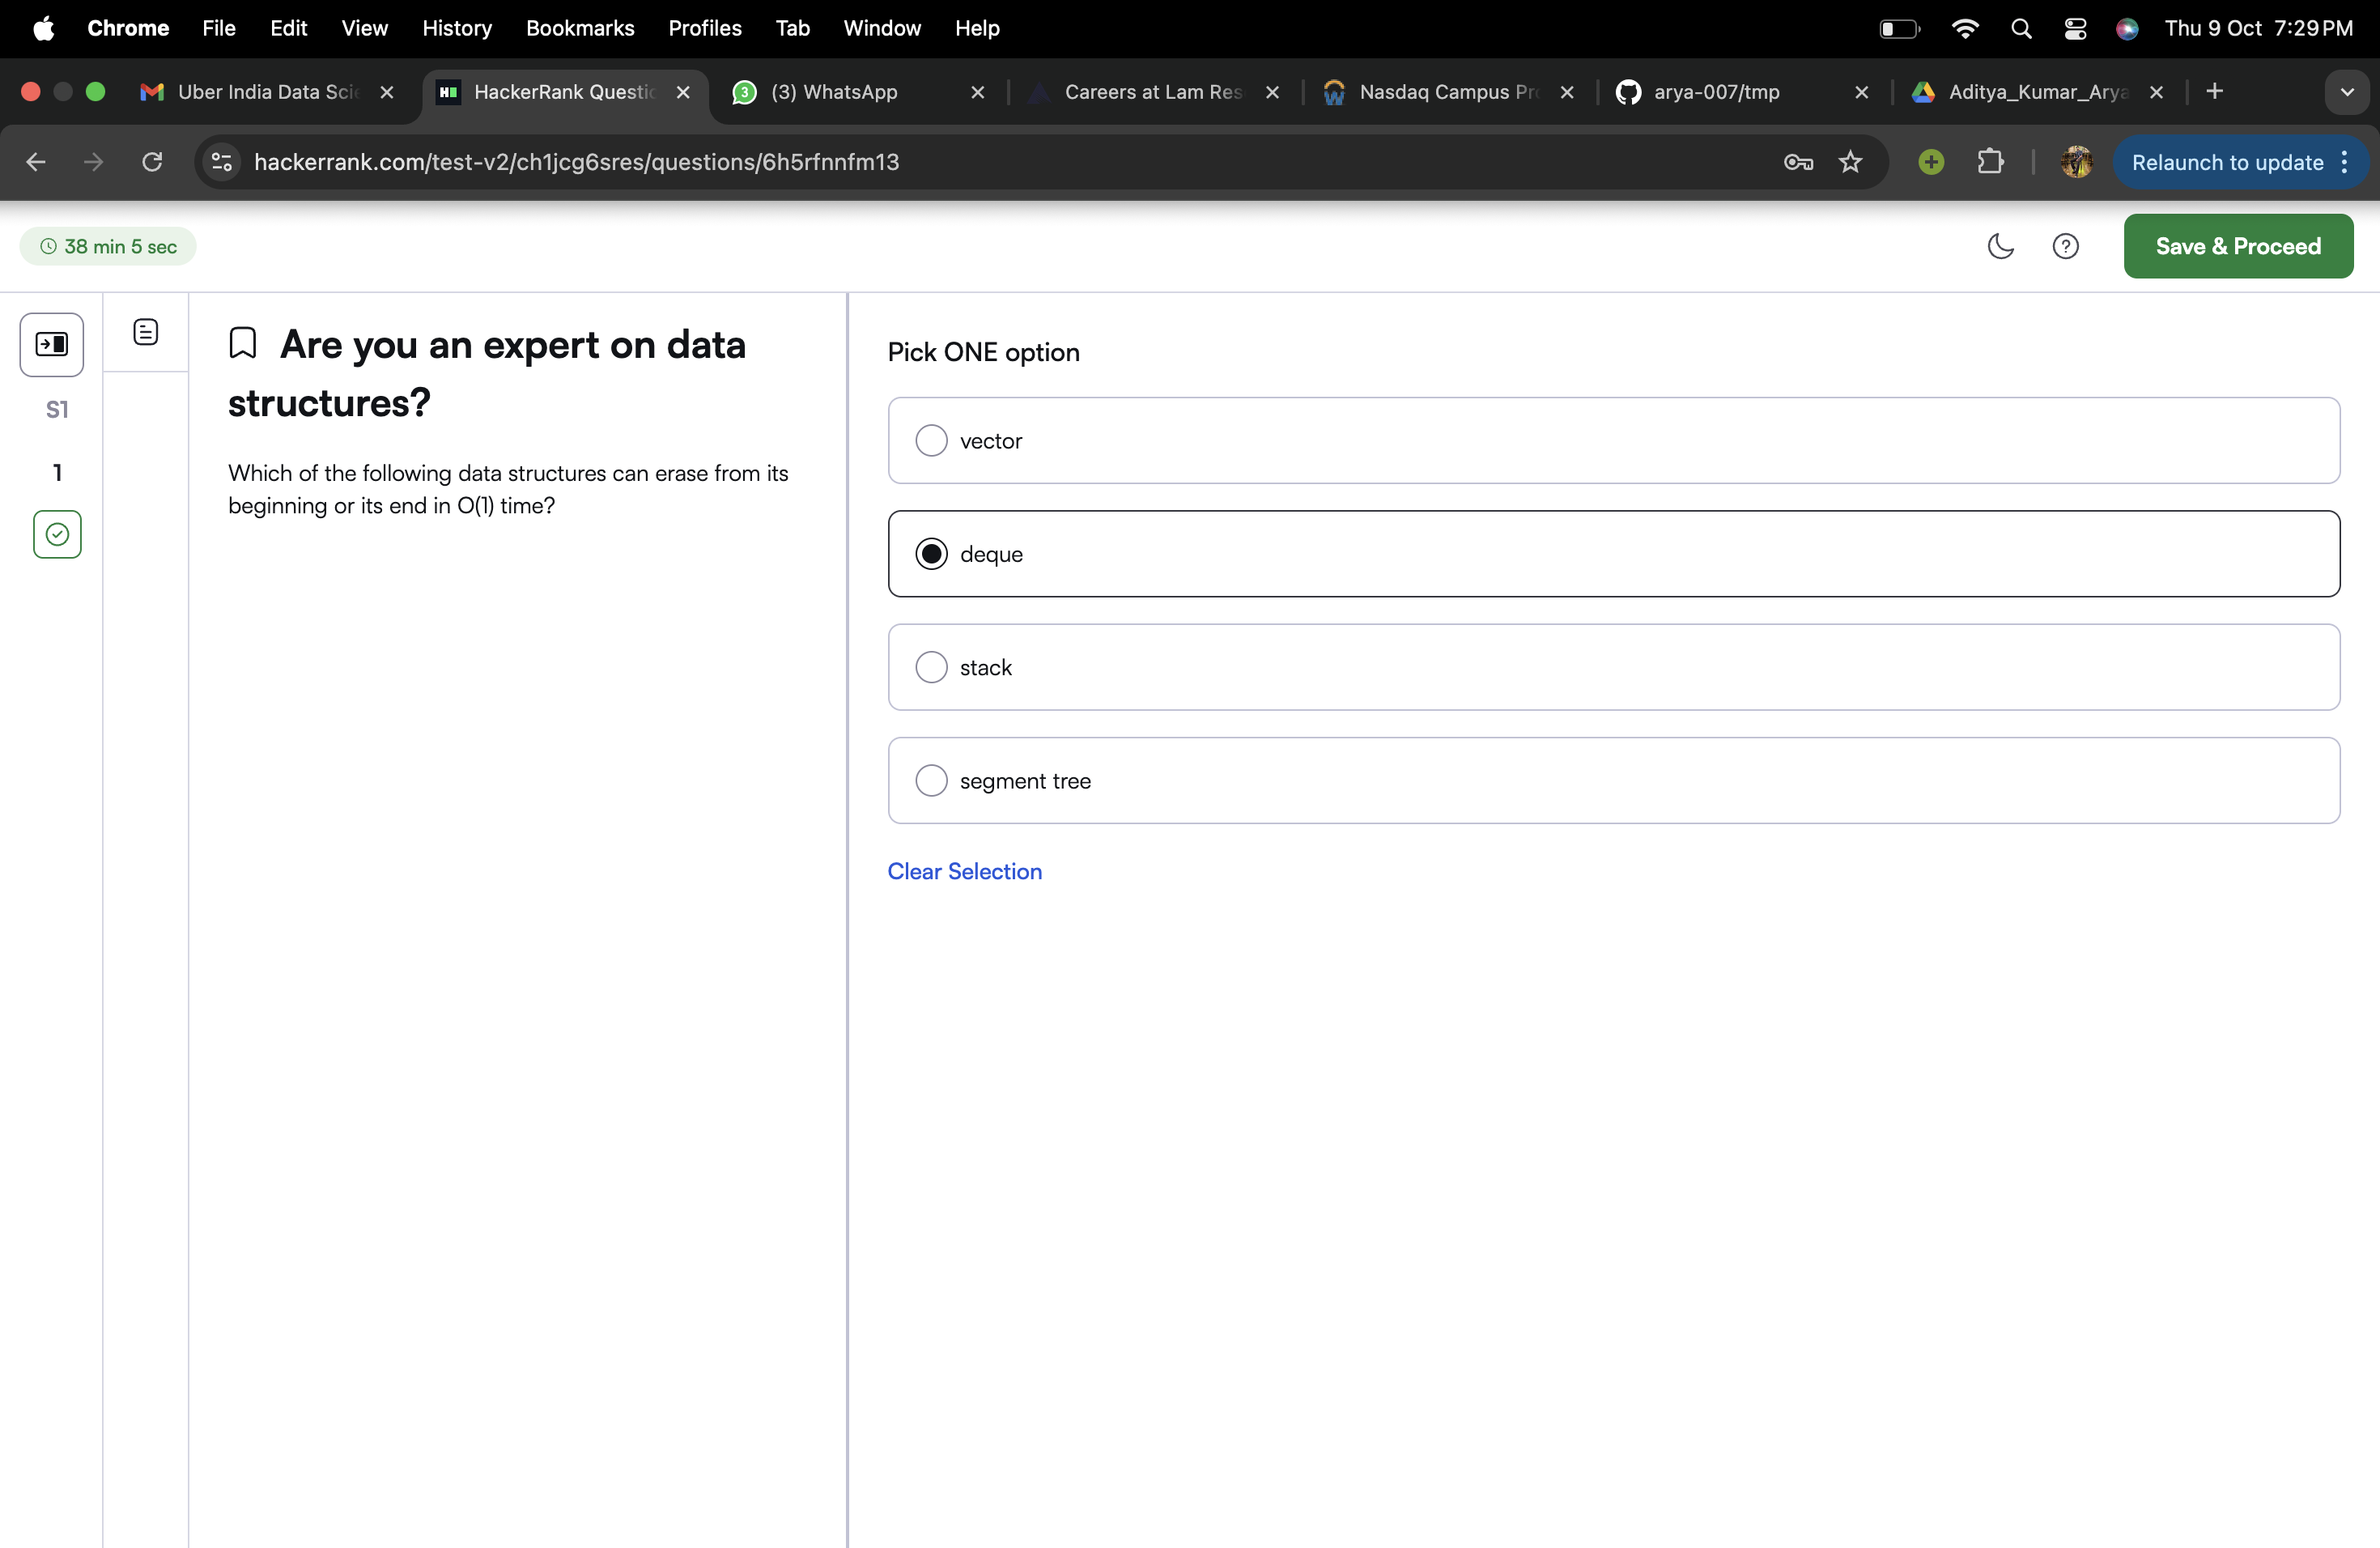 Chrome File Edit View History Bookmarks Profiles Tab Window Help Thu 9 Oct 7:29 PM
Uber India Data Scie HackerRank Questio 3 (3) WhatsApp Careers at Lam Res Nasdaq Campus Pro arya-007/tmp Aditya_Kumar_Arya
hackerrank.com/test-v2/ch1jcg6sres/questions/6h5rfnnfm13 Relaunch to update
38 min 5 sec Save & Proceed
S1
1
Are you an expert on data
structures?
Which of the following data structures can erase from its
beginning or its end in O(1) time?
Pick ONE option
vector
deque
stack
segment tree
Clear Selection